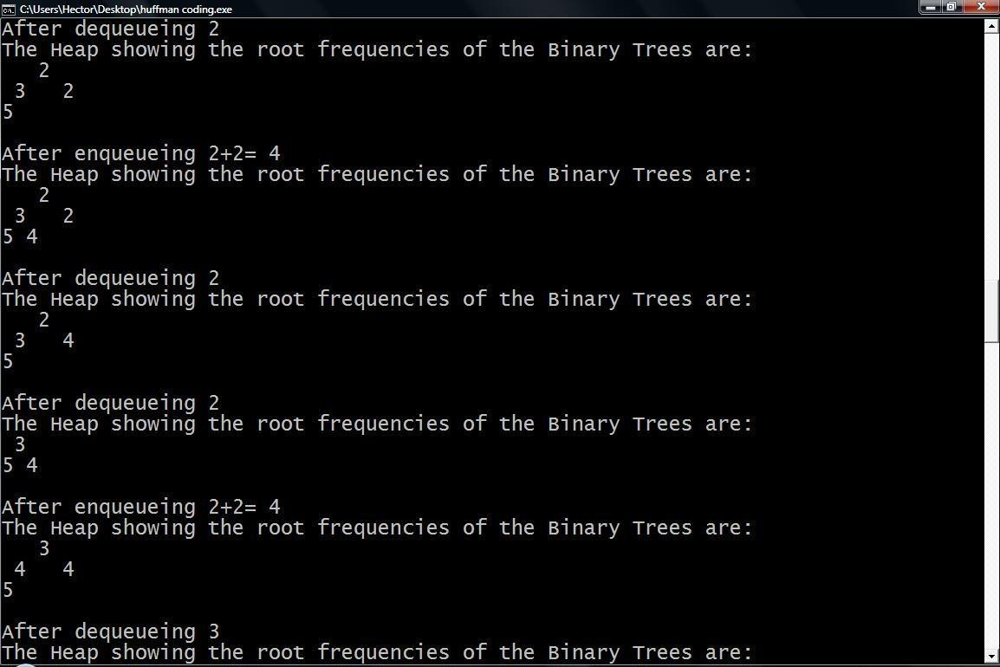 C:\Users\Hector\Desktop\huffman coding.exe
After dequeueing 2
The Heap showing the root frequencies of the Binary Trees are:
   2
 3   2
5

After enqueueing 2+2= 4
The Heap showing the root frequencies of the Binary Trees are:
   2
 3   2
5 4

After dequeueing 2
The Heap showing the root frequencies of the Binary Trees are:
   2
 3   4
5

After dequeueing 2
The Heap showing the root frequencies of the Binary Trees are:
 3
5 4

After enqueueing 2+2= 4
The Heap showing the root frequencies of the Binary Trees are:
   3
 4   4
5

After dequeueing 3
The Heap showing the root frequencies of the Binary Trees are: